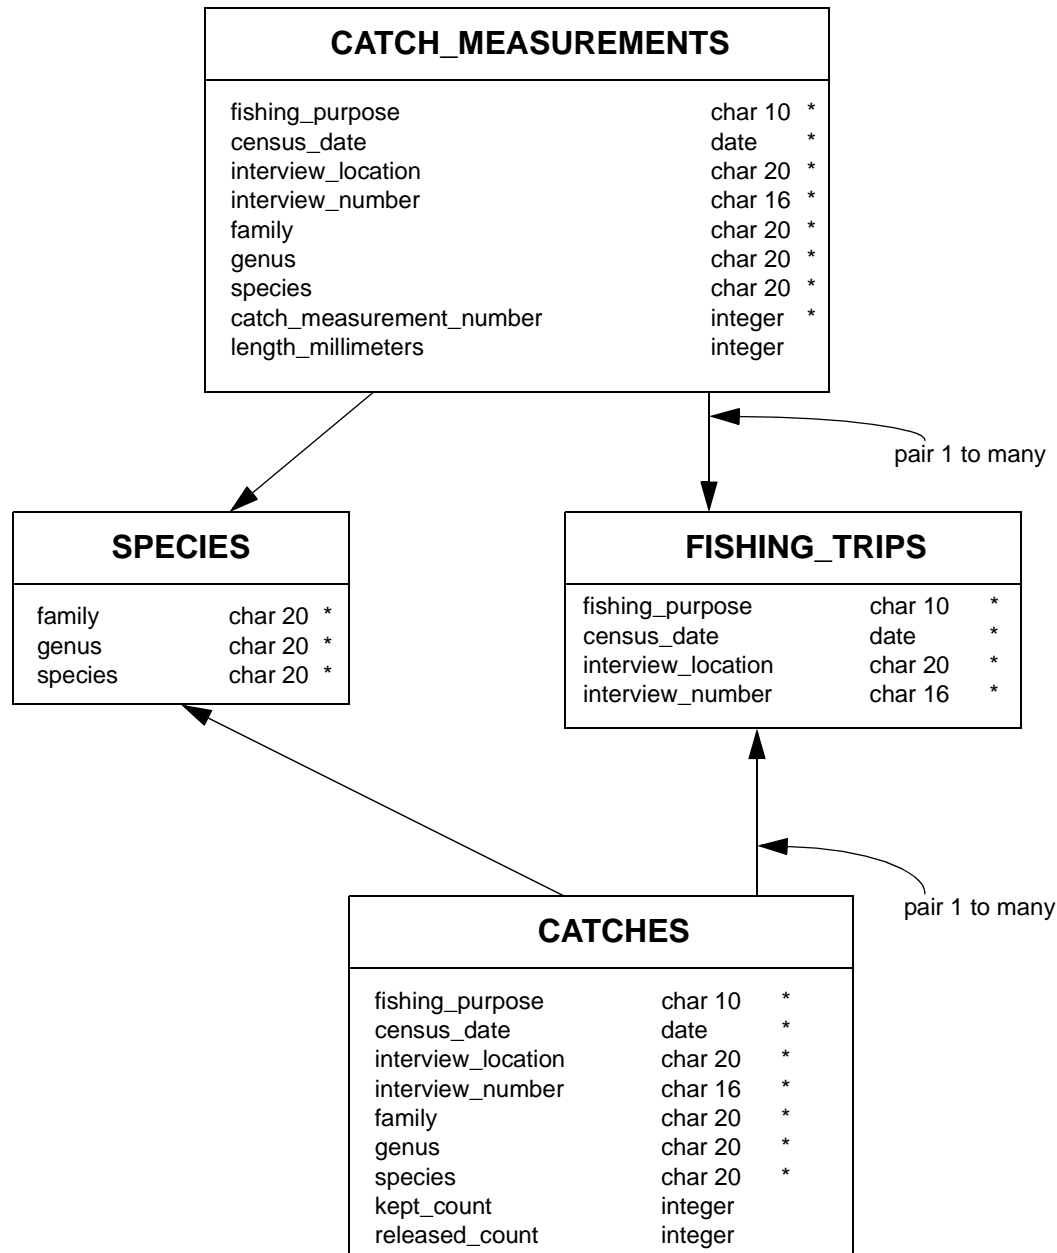 CATCH_MEASUREMENTS
fishing_purpose char 10 *
census_date date *
interview_location char 20 *
interview_number char 16 *
family char 20 *
genus char 20 *
species char 20 *
catch_measurement_number integer *
length_millimeters integer
pair 1 to many
SPECIES
family char 20 *
genus char 20 *
species char 20 *
FISHING_TRIPS
fishing_purpose char 10 *
census_date date *
interview_location char 20 *
interview_number char 16 *
pair 1 to many
CATCHES
fishing_purpose char 10 *
census_date date *
interview_location char 20 *
interview_number char 16 *
family char 20 *
genus char 20 *
species char 20 *
kept_count integer
released_count integer